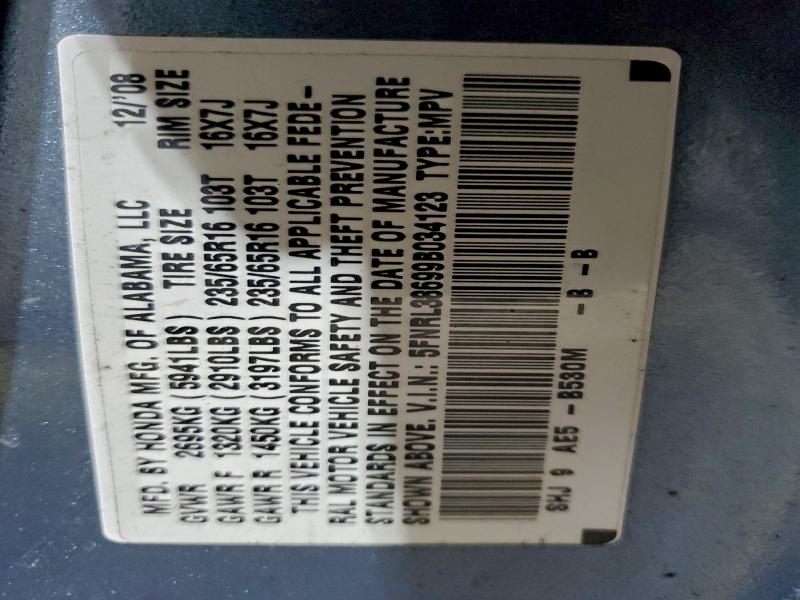 MFD. BY HONDA MFG. OF ALABAMA, LLC 12/'08
GVWR 2695KG (5941LBS) TIRE SIZE RIM SIZE
GAWR F 1320KG (2910LBS) 235/65R16 103T 16X7J
GAWR R 1450KG (3197LBS) 235/65R16 103T 16X7J
THIS VEHICLE CONFORMS TO ALL APPLICABLE FEDE-
RAL MOTOR VEHICLE SAFETY AND THEFT PREVENTION
STANDARDS IN EFFECT ON THE DATE OF MANUFACTURE
SHOWN ABOVE. V.I.N.: 5FNRL38699B034123 TYPE:MPV
SHJ 9 AE5 - B530M - B - B